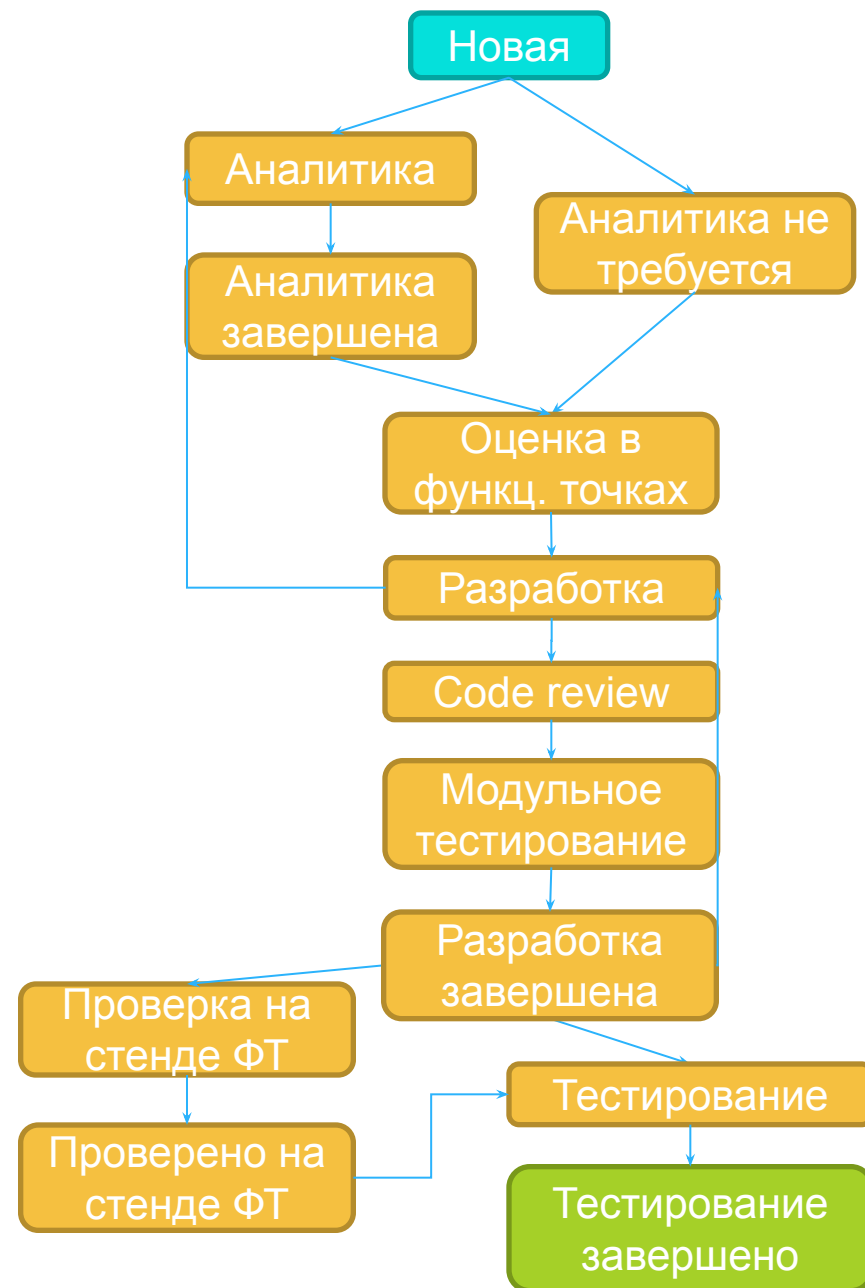 Новая
Аналитика
Аналитика не
требуется
Аналитика
завершена
Оценка в
функц. точках
Разработка
Code review
Модульное
тестирование
Разработка
завершена
Проверка на
стенде ФТ
Тестирование
Проверено на
стенде ФТ
Тестирование
завершено